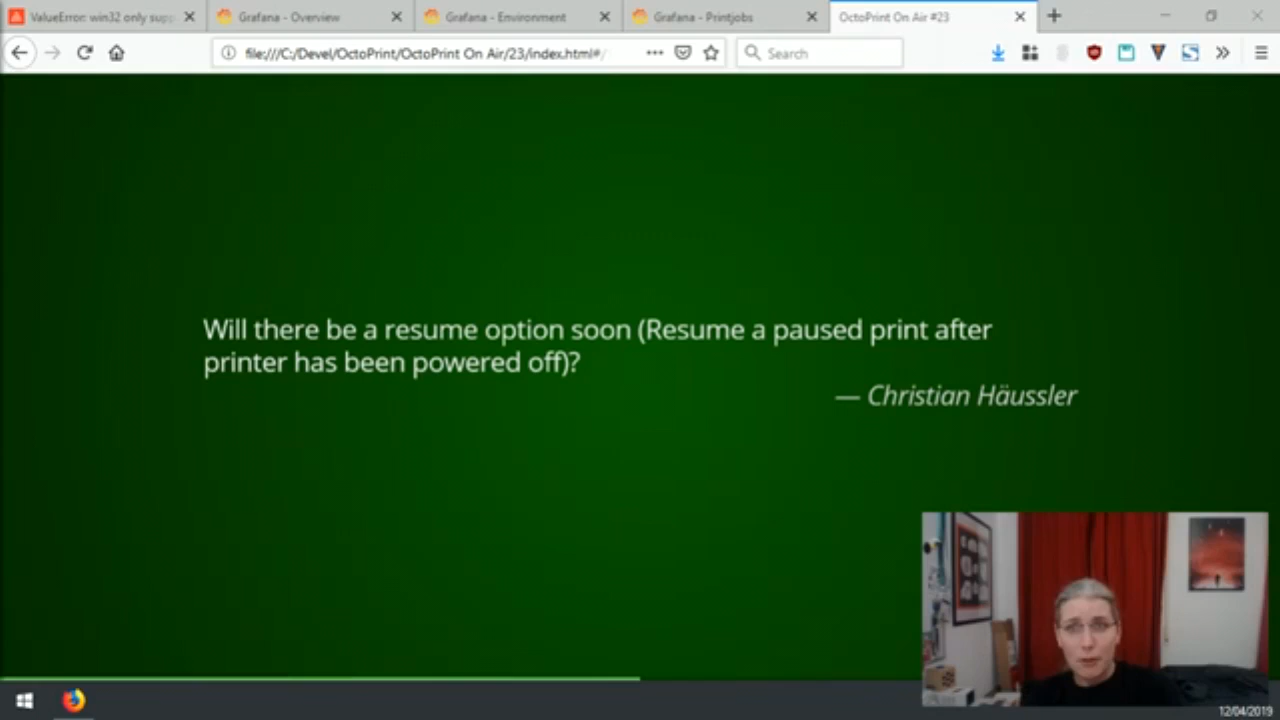 ValueError: win32 only supp
Grafana - Overview
Grafana - Environment
Grafana - Printjobs
OctoPrint On Air #23
file:///C:/Devel/OctoPrint/OctoPrint On Air/23/index.html#/
Search
Will there be a resume option soon (Resume a paused print after
printer has been powered off)?
— Christian Häussler
12/04/2019